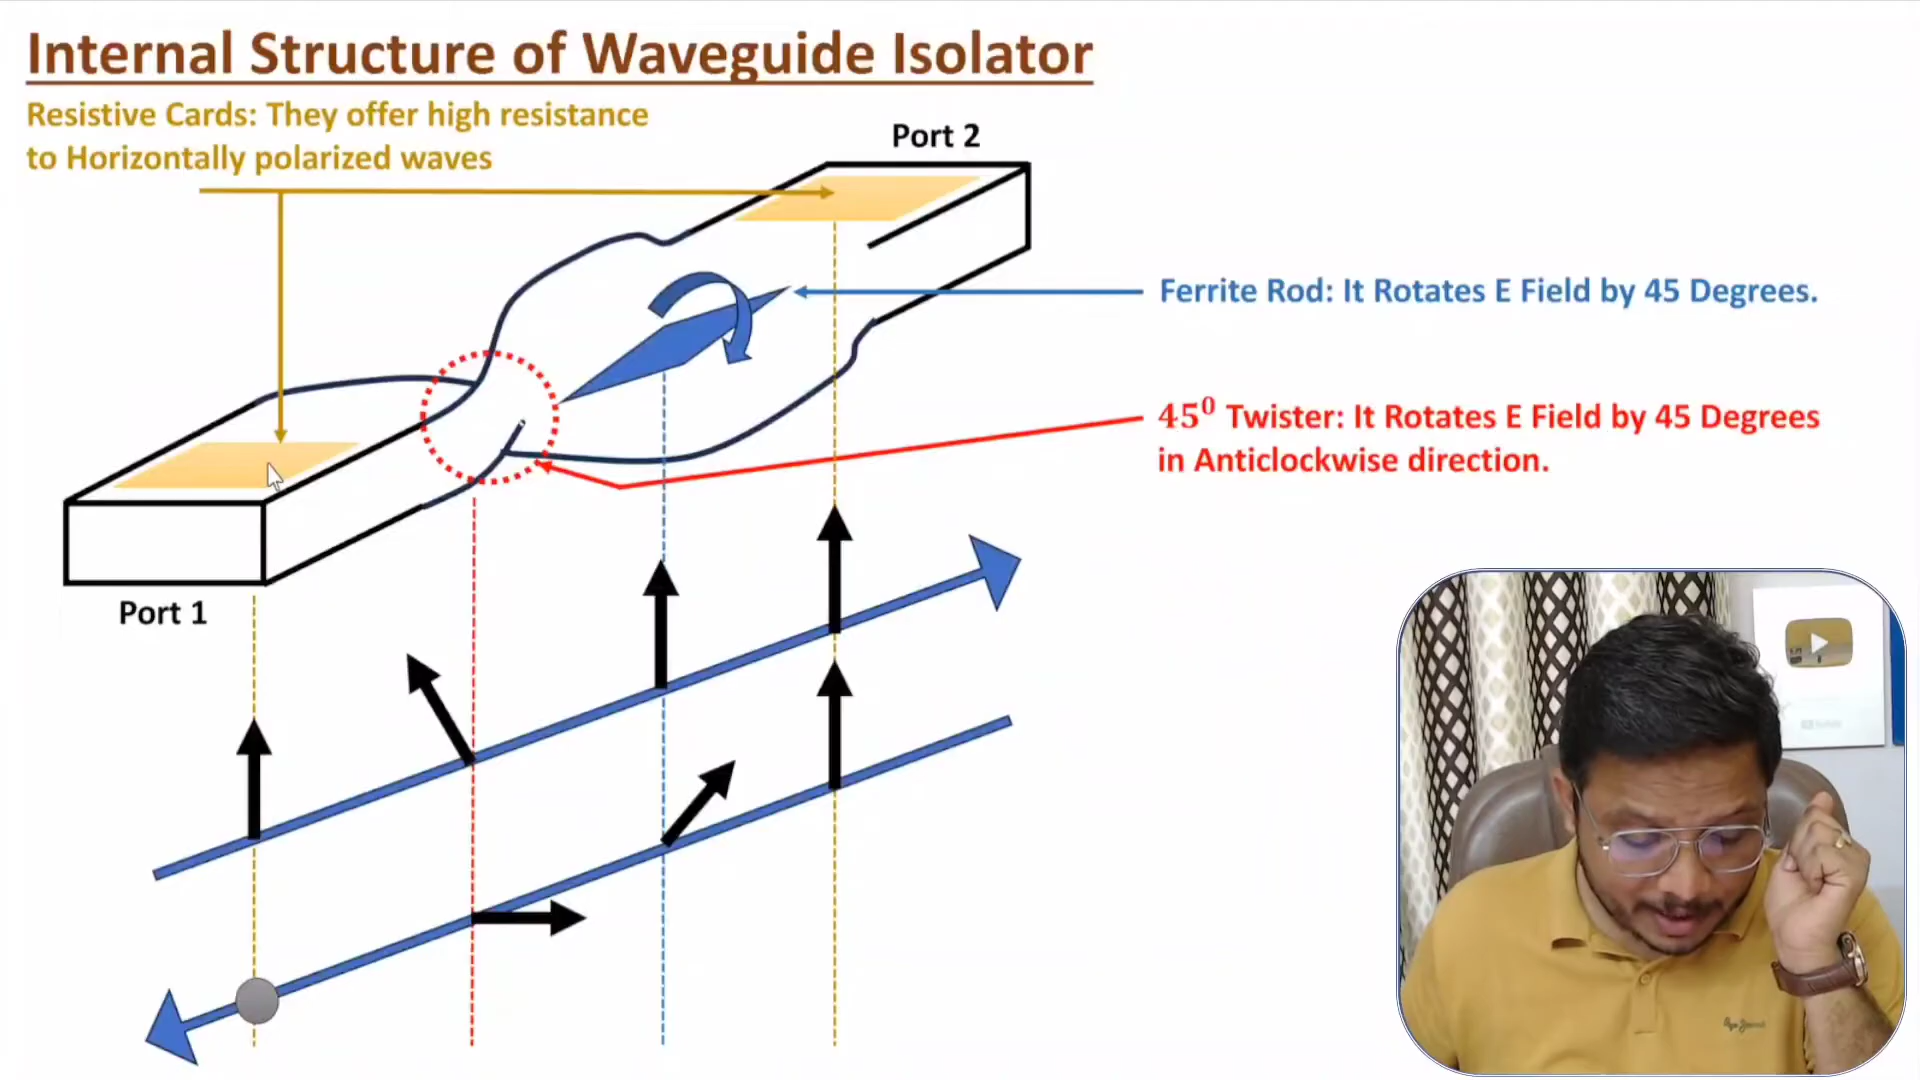 Internal Structure of Waveguide Isolator
Resistive Cards: They offer high resistance
to Horizontally polarized waves
Port 2
Ferrite Rod: It Rotates E Field by 45 Degrees.
45⁰ Twister: It Rotates E Field by 45 Degrees
in Anticlockwise direction.
Port 1